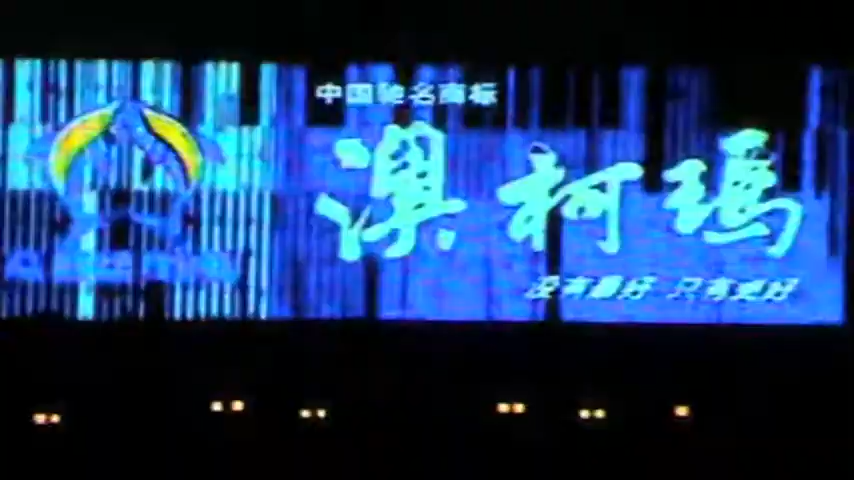 中国驰名商标
澳柯玛
没有最好 只有更好